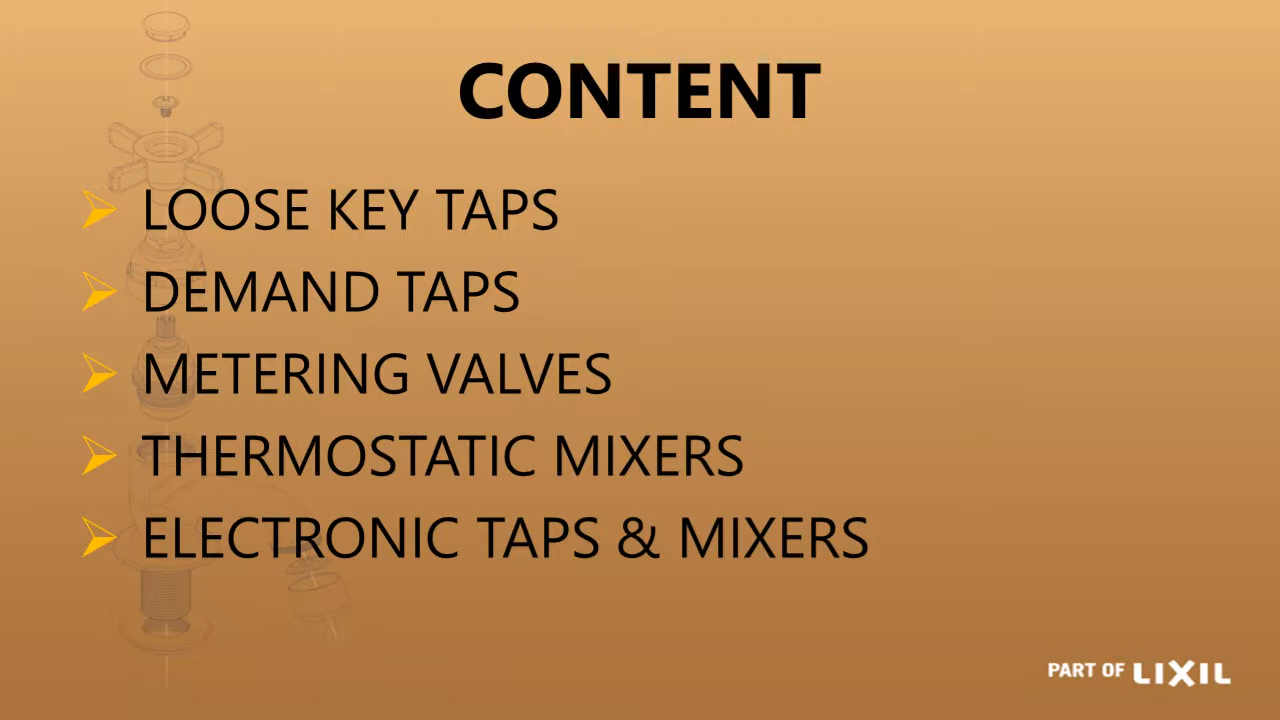 CONTENT
LOOSE KEY TAPS
DEMAND TAPS
METERING VALVES
THERMOSTATIC MIXERS
ELECTRONIC TAPS & MIXERS
PART OF LIXIL